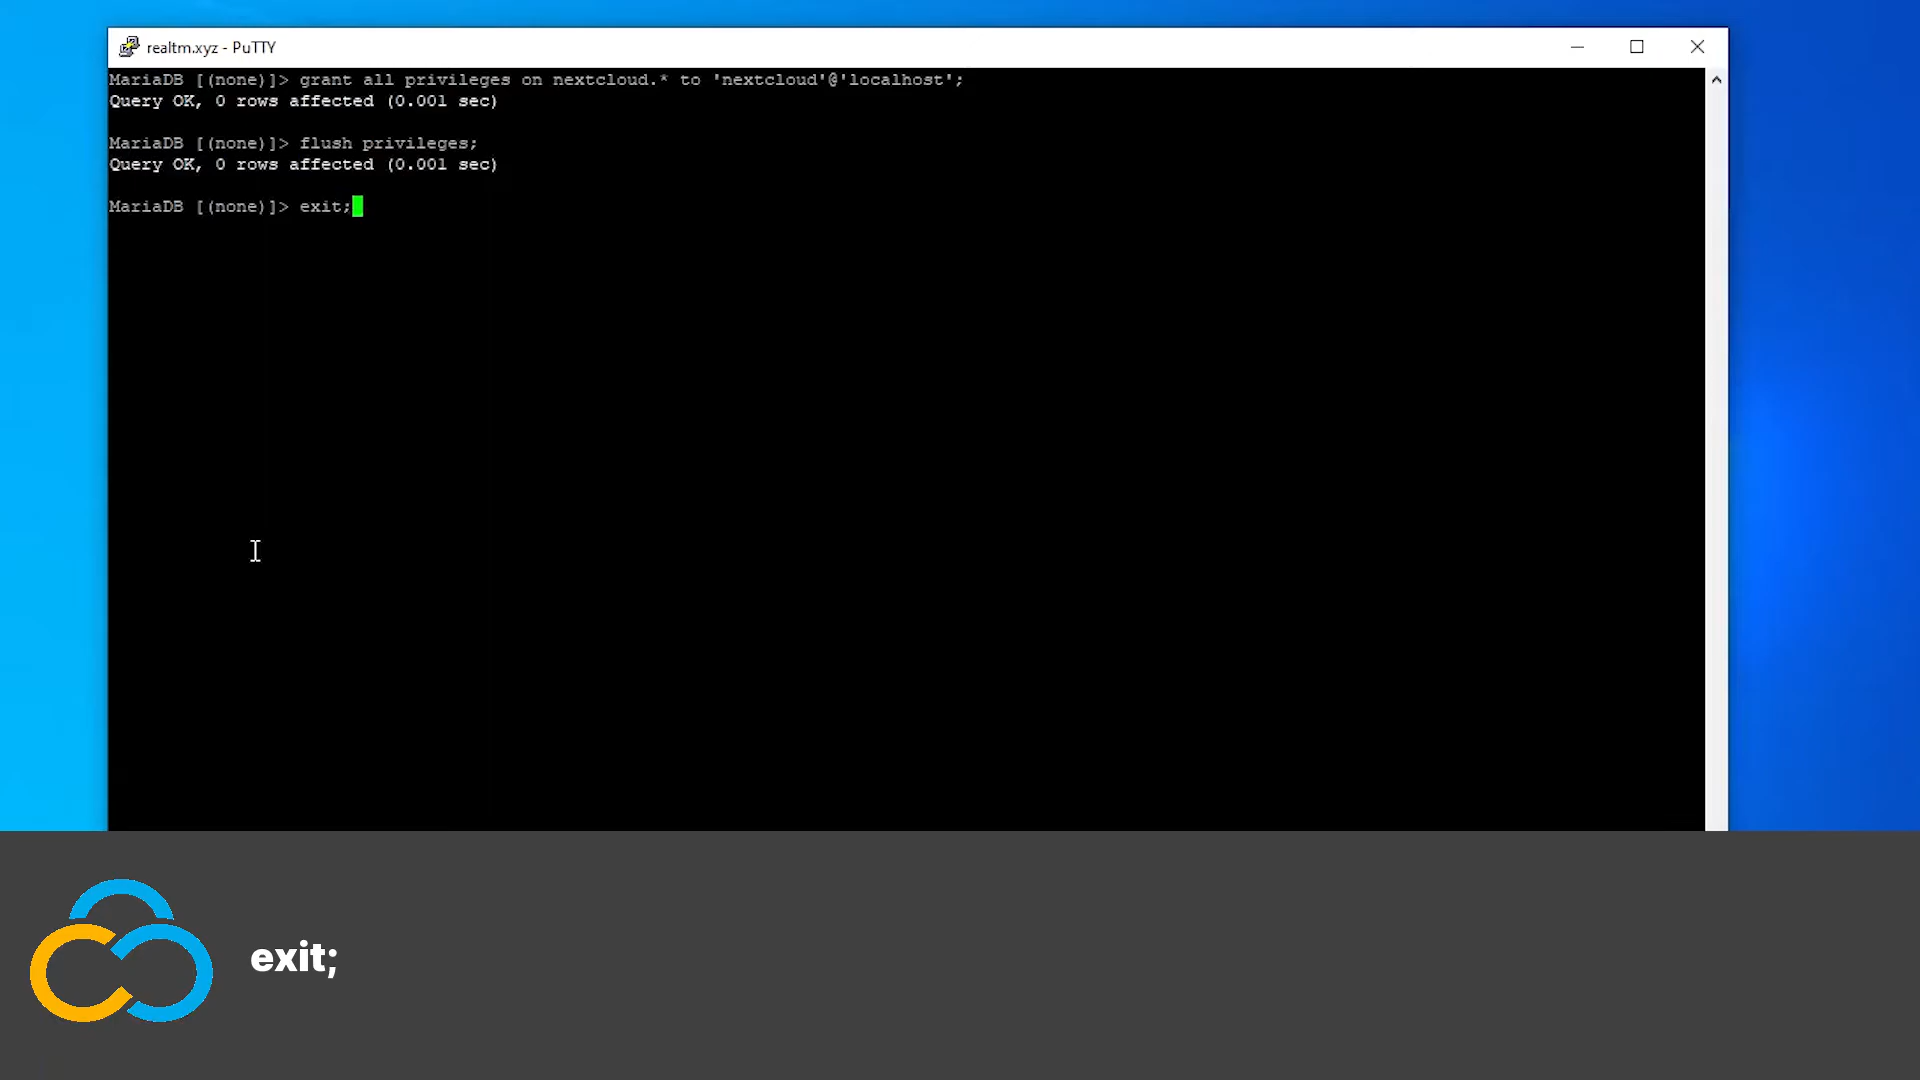 realtm.xyz - PuTTY
MariaDB [(none)]> grant all privileges on nextcloud.* to 'nextcloud'@'localhost';
Query OK, 0 rows affected (0.001 sec)
MariaDB [(none)]> flush privileges;
Query OK, 0 rows affected (0.001 sec)
MariaDB [(none)]> exit;
exit;